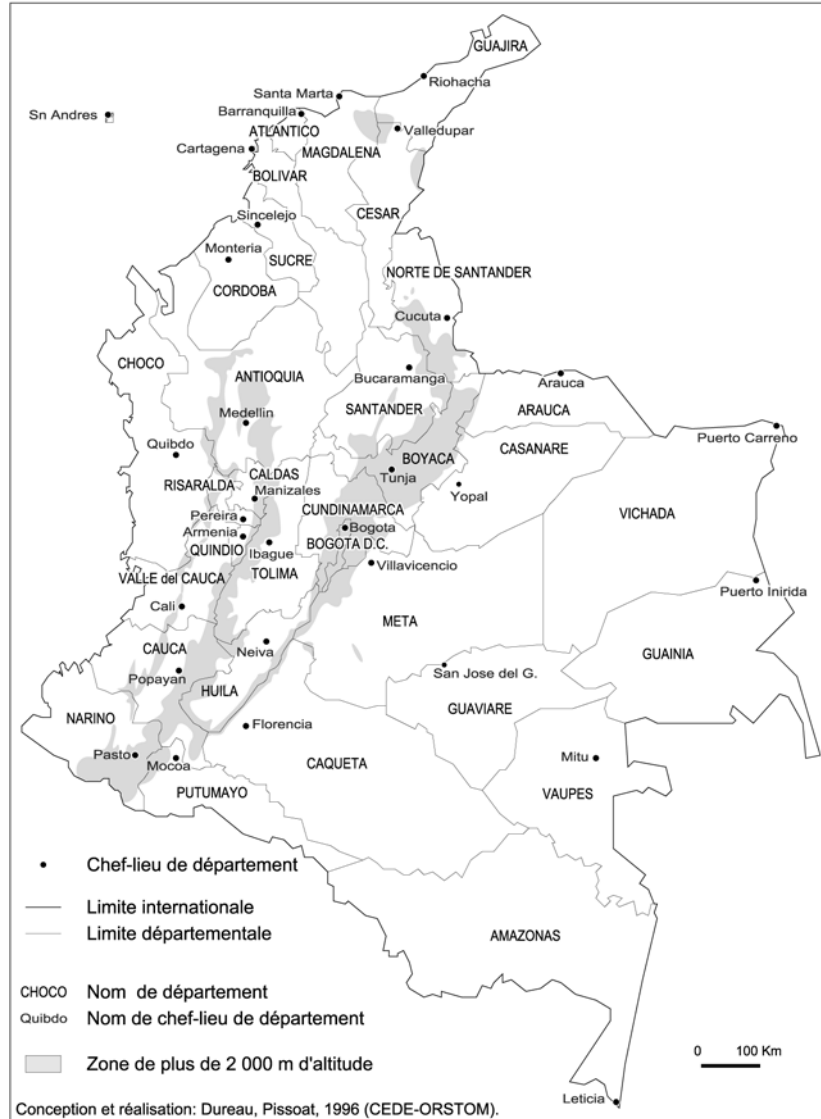 GUAJIRA
Riohacha
Santa Marta
Sn Andres
Barranquilla
ATLANTICO
Valledupar
Cartagena
MAGDALENA
BOLIVAR
CESAR
Sincelejo
Monteria
SUCRE
NORTE DE SANTANDER
CORDOBA
Cucuta
CHOCO
ANTIOQUIA
Bucaramanga
Arauca
SANTANDER
ARAUCA
Medellin
Puerto Carreno
Quibdo
BOYACA
CASANARE
Tunja
CALDAS
RISARALDA
Manizales
Yopal
CUNDINAMARCA
VICHADA
Pereira
Bogota
Armenia
BOGOTA D.C.
QUINDIO
Ibague
Villavicencio
TOLIMA
VALLE del CAUCA
Puerto Inirida
Cali
META
Neiva
CAUCA
GUAINIA
San Jose del G.
Popayan
HUILA
GUAVIARE
NARINO
Florencia
Pasto
Mocoa
CAQUETA
Mitu
PUTUMAYO
VAUPES
Chef-lieu de département
Limite internationale
Limite départementale
AMAZONAS
CHOCO Nom de département
Quibdo Nom de chef-lieu de département
0 100 Km
Zone de plus de 2 000 m d'altitude
Leticia
Conception et réalisation: Dureau, Pissoat, 1996 (CEDE-ORSTOM).